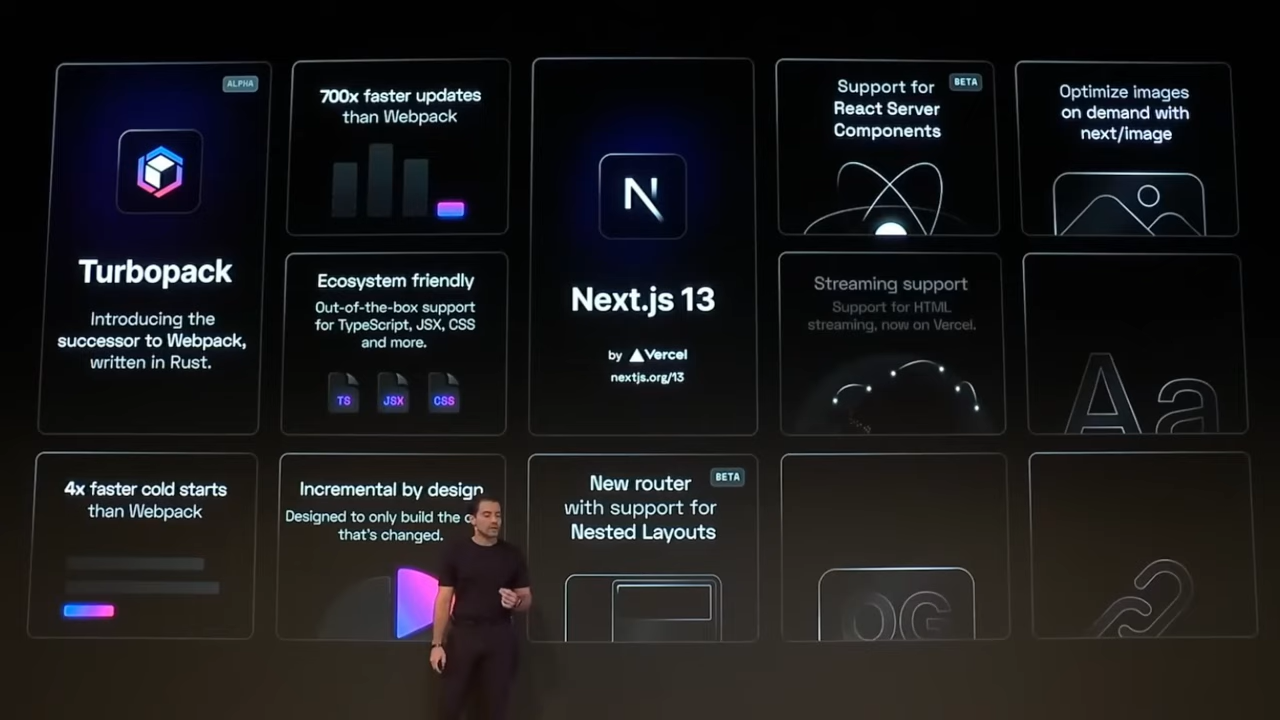 ALPHA
Turbopack
Introducing the
successor to Webpack,
written in Rust.
700x faster updates
than Webpack
Ecosystem friendly
Out-of-the-box support
for TypeScript, JSX, CSS
and more.
TS
JSX
CSS
4x faster cold starts
than Webpack
Incremental by design
Designed to only build the
that's changed.
N
Next.js 13
by Vercel
nextjs.org/13
New router
BETA
with support for
Nested Layouts
Support for
BETA
React Server
Components
Streaming support
Support for HTML
streaming, now on Vercel.
OG
Optimize images
on demand with
next/image
Aa